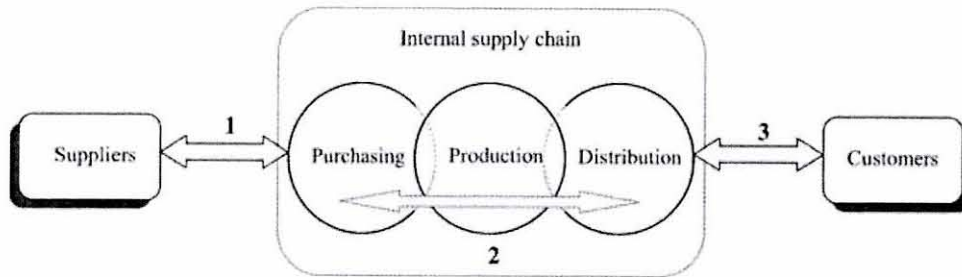 Internal supply chain
1
3
Suppliers
Purchasing
Production
Distribution
Customers
2